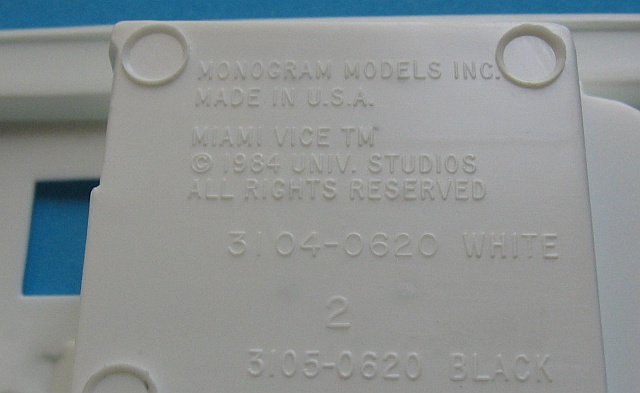 MONOGRAM MODELS INC.
MADE IN U.S.A.
MIAMI VICE TM
© 1984 UNIV. STUDIOS
ALL RIGHTS RESERVED
3104-0620 WHITE
2
3105-0620 BLACK